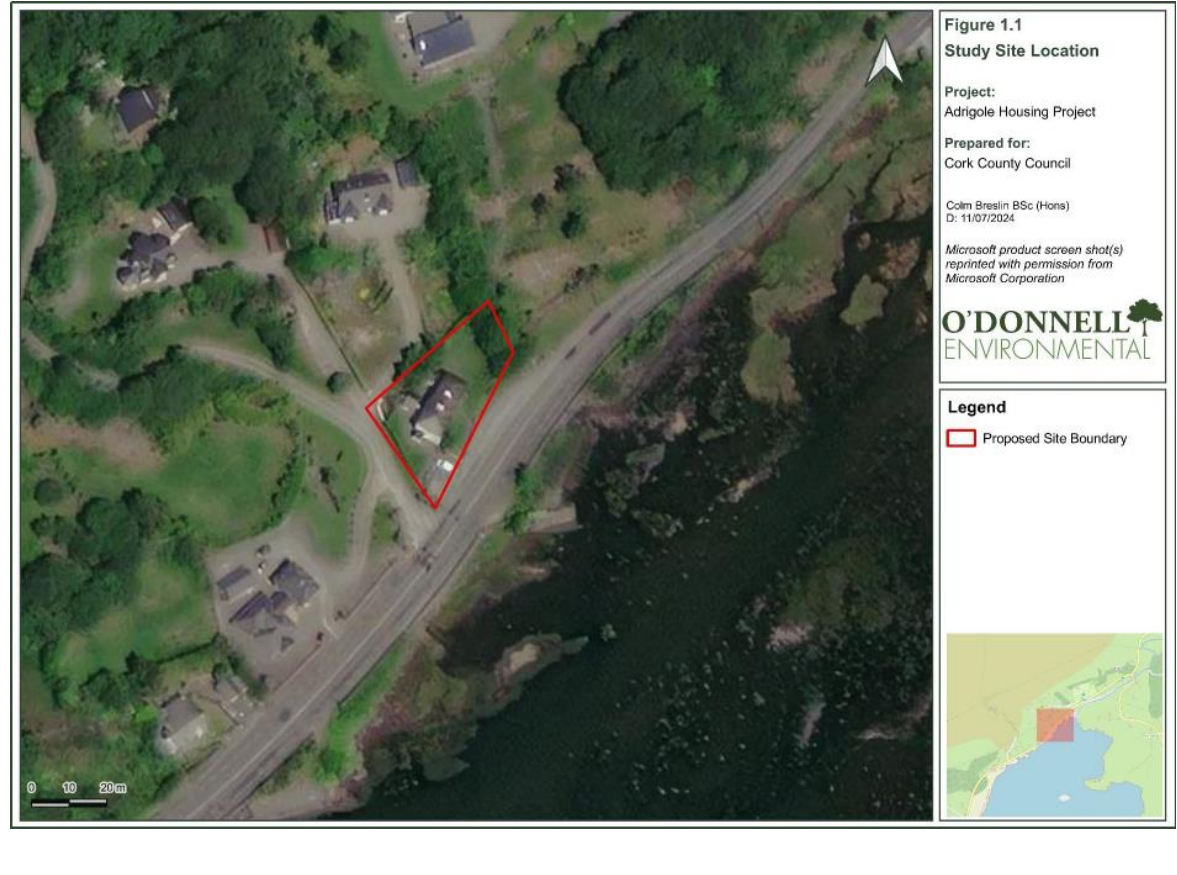 Figure 1.1
Study Site Location
Project:
Adrigole Housing Project
Prepared for:
Cork County Council
Colm Breslin BSc (Hons)
D: 11/07/2024
Microsoft product screen shot(s)
reprinted with permission from
Microsoft Corporation
O'DONNELL
ENVIRONMENTAL
Legend
Proposed Site Boundary
0 10 20 m